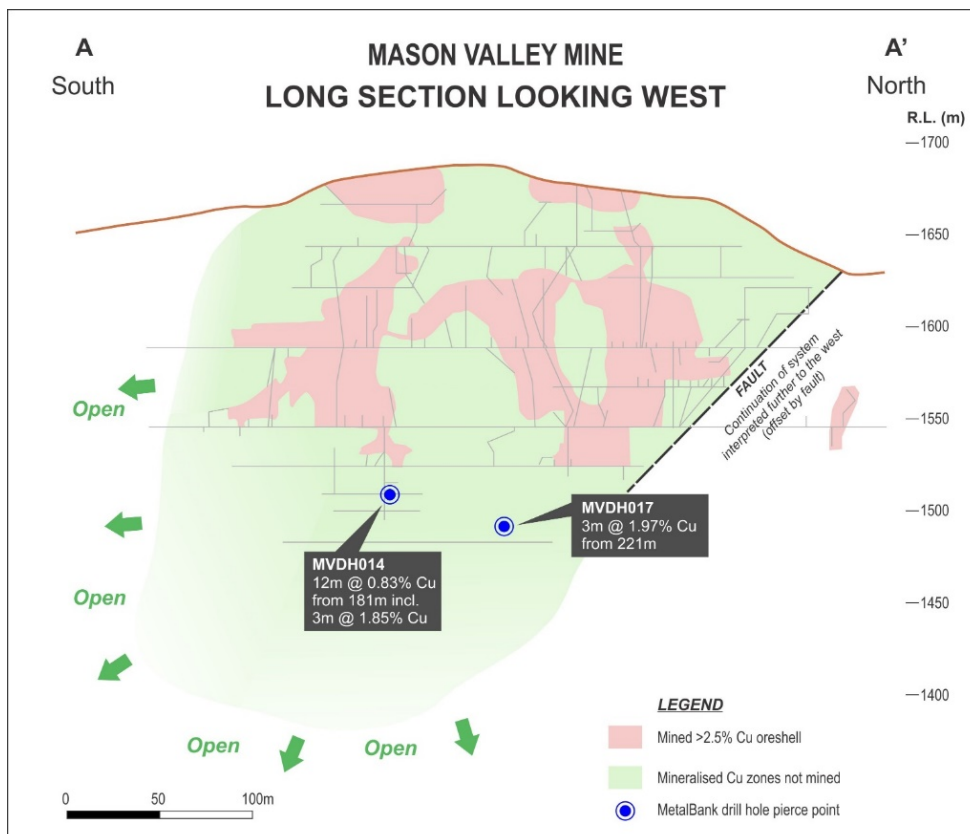 A
MASON VALLEY MINE
A'
South
LONG SECTION LOOKING WEST
North
R.L. (m)
1700
1650
1600
1550
1500
1450
1400
FAULT
Continuation of system
interpreted further to the west
(offset by fault)
Open
Open
Open
Open
MVDH014
12m @ 0.83% Cu
from 181m incl.
3m @ 1.85% Cu
MVDH017
3m @ 1.97% Cu
from 221m
LEGEND
Mined >2.5% Cu oreshell
Mineralised Cu zones not mined
MetalBank drill hole pierce point
0 50 100m